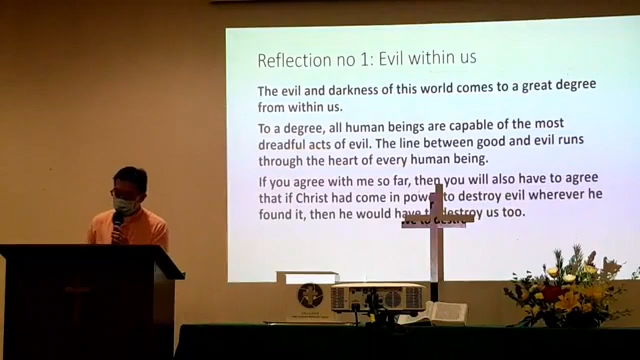 Reflection no 1: Evil within us
The evil and darkness of this world comes to a great degree
from within us.
To a degree, all human beings are capable of the most
dreadful acts of evil. The line between good and evil runs
through the heart of every human being.
If you agree with me so far, then you will also have to agree
that if Christ had come in power to destroy evil wherever he
found it, then he would have to destroy us too.